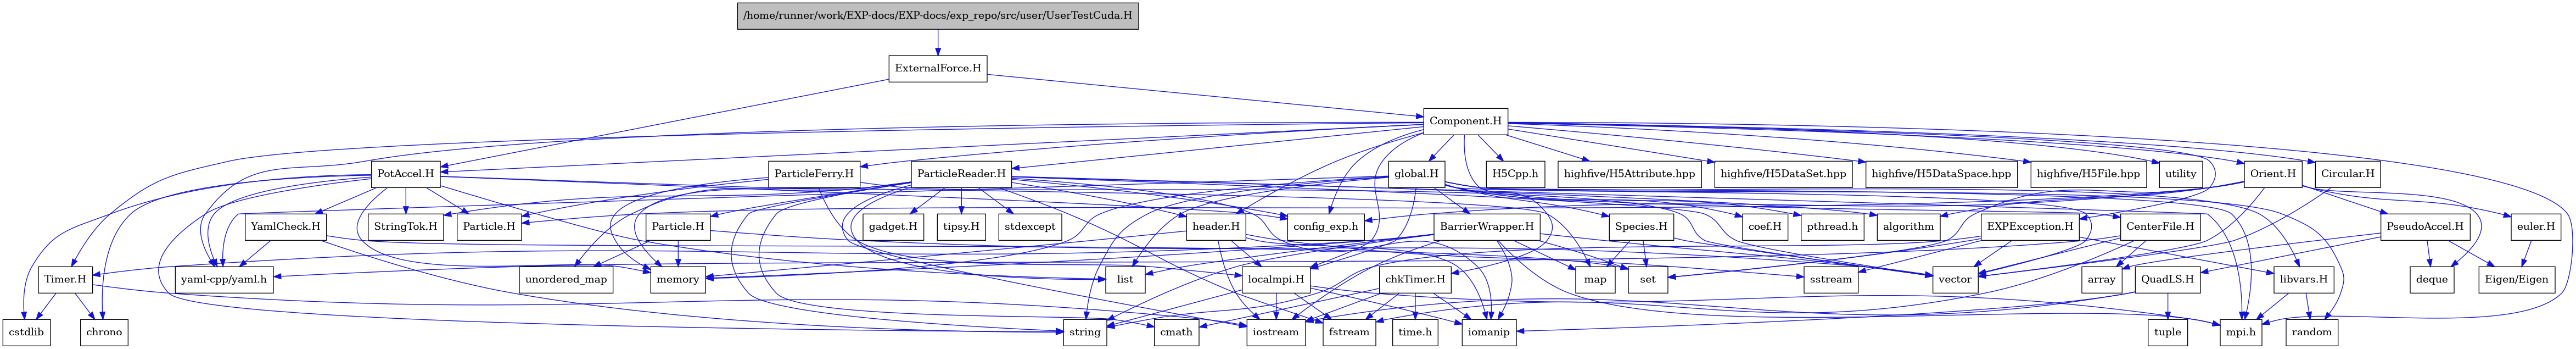 /home/runner/work/EXP-docs/EXP-docs/exp_repo/src/user/UserTestCuda.H
ExternalForce.H
Component.H
PotAccel.H
ParticleFerry.H
ParticleReader.H
global.H
H5Cpp.h
highfive/H5Attribute.hpp
highfive/H5DataSet.hpp
highfive/H5DataSpace.hpp
highfive/H5File.hpp
utility
Orient.H
Circular.H
YamlCheck.H
StringTok.H
Particle.H
Particle.H
gadget.H
tipsy.H
stdexcept
header.H
config_exp.h
BarrierWrapper.H
Species.H
coef.H
pthread.h
algorithm
EXPException.H
CenterFile.H
PseudoAccel.H
euler.H
Timer.H
yaml-cpp/yaml.h
unordered_map
memory
list
localmpi.H
chkTimer.H
map
set
sstream
vector
array
QuadLS.H
libvars.H
deque
Eigen/Eigen
cstdlib
chrono
string
cmath
iostream
fstream
time.h
iomanip
tuple
mpi.h
random